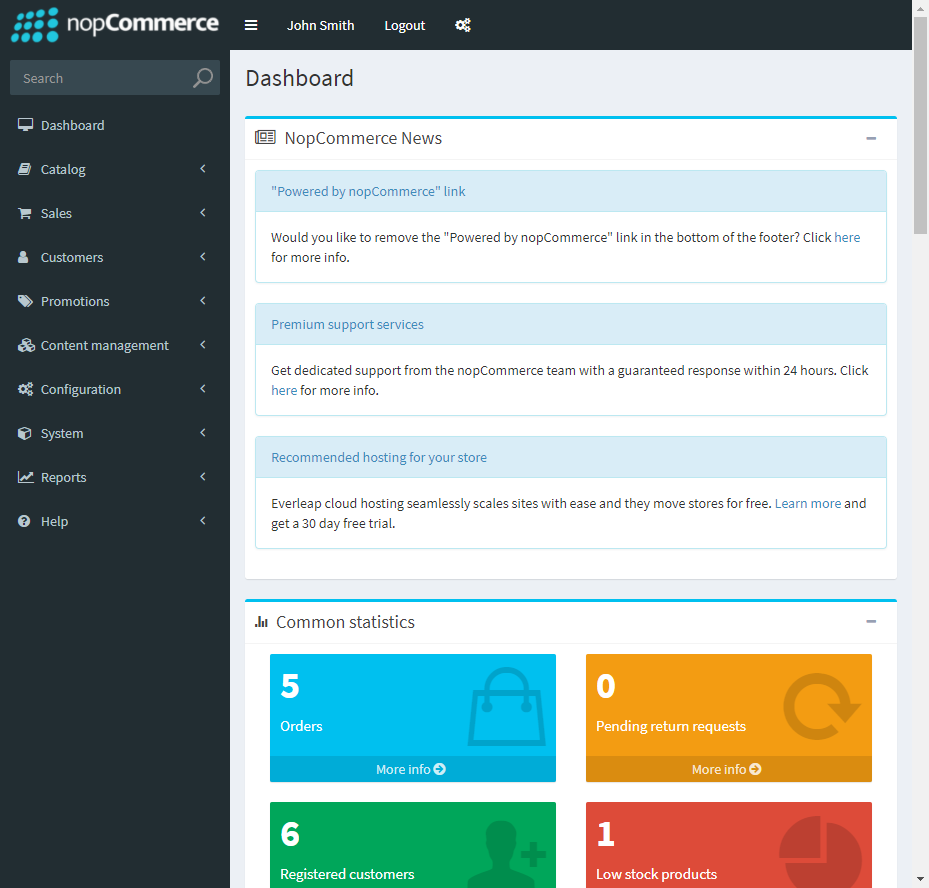 nopCommerce
John Smith
Logout
Search
Dashboard
Catalog
Sales
Customers
Promotions
Content management
Configuration
System
Reports
Help
Dashboard
NopCommerce News
"Powered by nopCommerce" link
Would you like to remove the "Powered by nopCommerce" link in the bottom of the footer? Click here
for more info.
Premium support services
Get dedicated support from the nopCommerce team with a guaranteed response within 24 hours. Click
here for more info.
Recommended hosting for your store
Everleap cloud hosting seamlessly scales sites with ease and they move stores for free. Learn more and
get a 30 day free trial.
Common statistics
5
Orders
More info
0
Pending return requests
More info
6
Registered customers
1
Low stock products